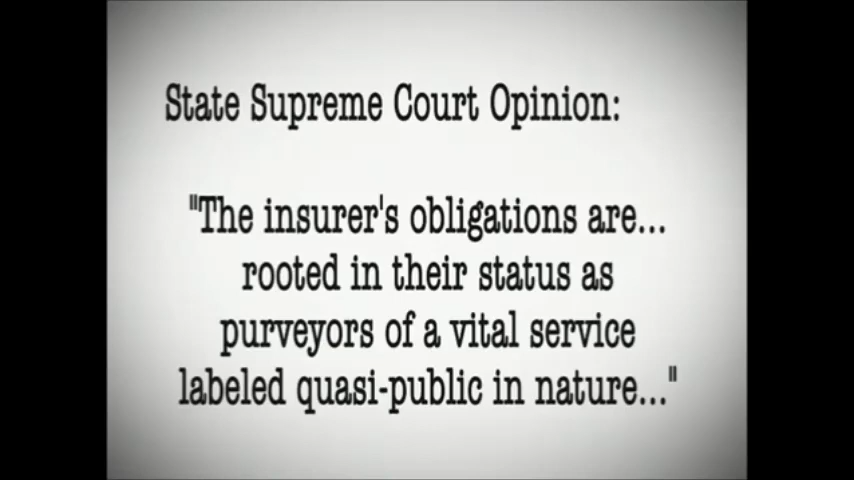 State Supreme Court Opinion:
"The insurer's obligations are...
rooted in their status as
purveyors of a vital service
labeled quasi-public in nature..."